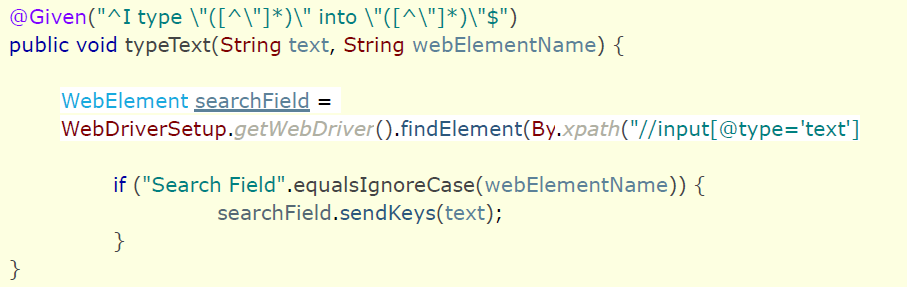 @Given("^I type \"([^\"]*)\" into \"([^\"]*)\"$")
public void typeText(String text, String webElementName) {
WebElement searchField =
WebDriverSetup.getWebDriver().findElement(By.xpath("//input[@type='text']
if ("Search Field".equalsIgnoreCase(webElementName)) {
searchField.sendKeys(text);
}
}